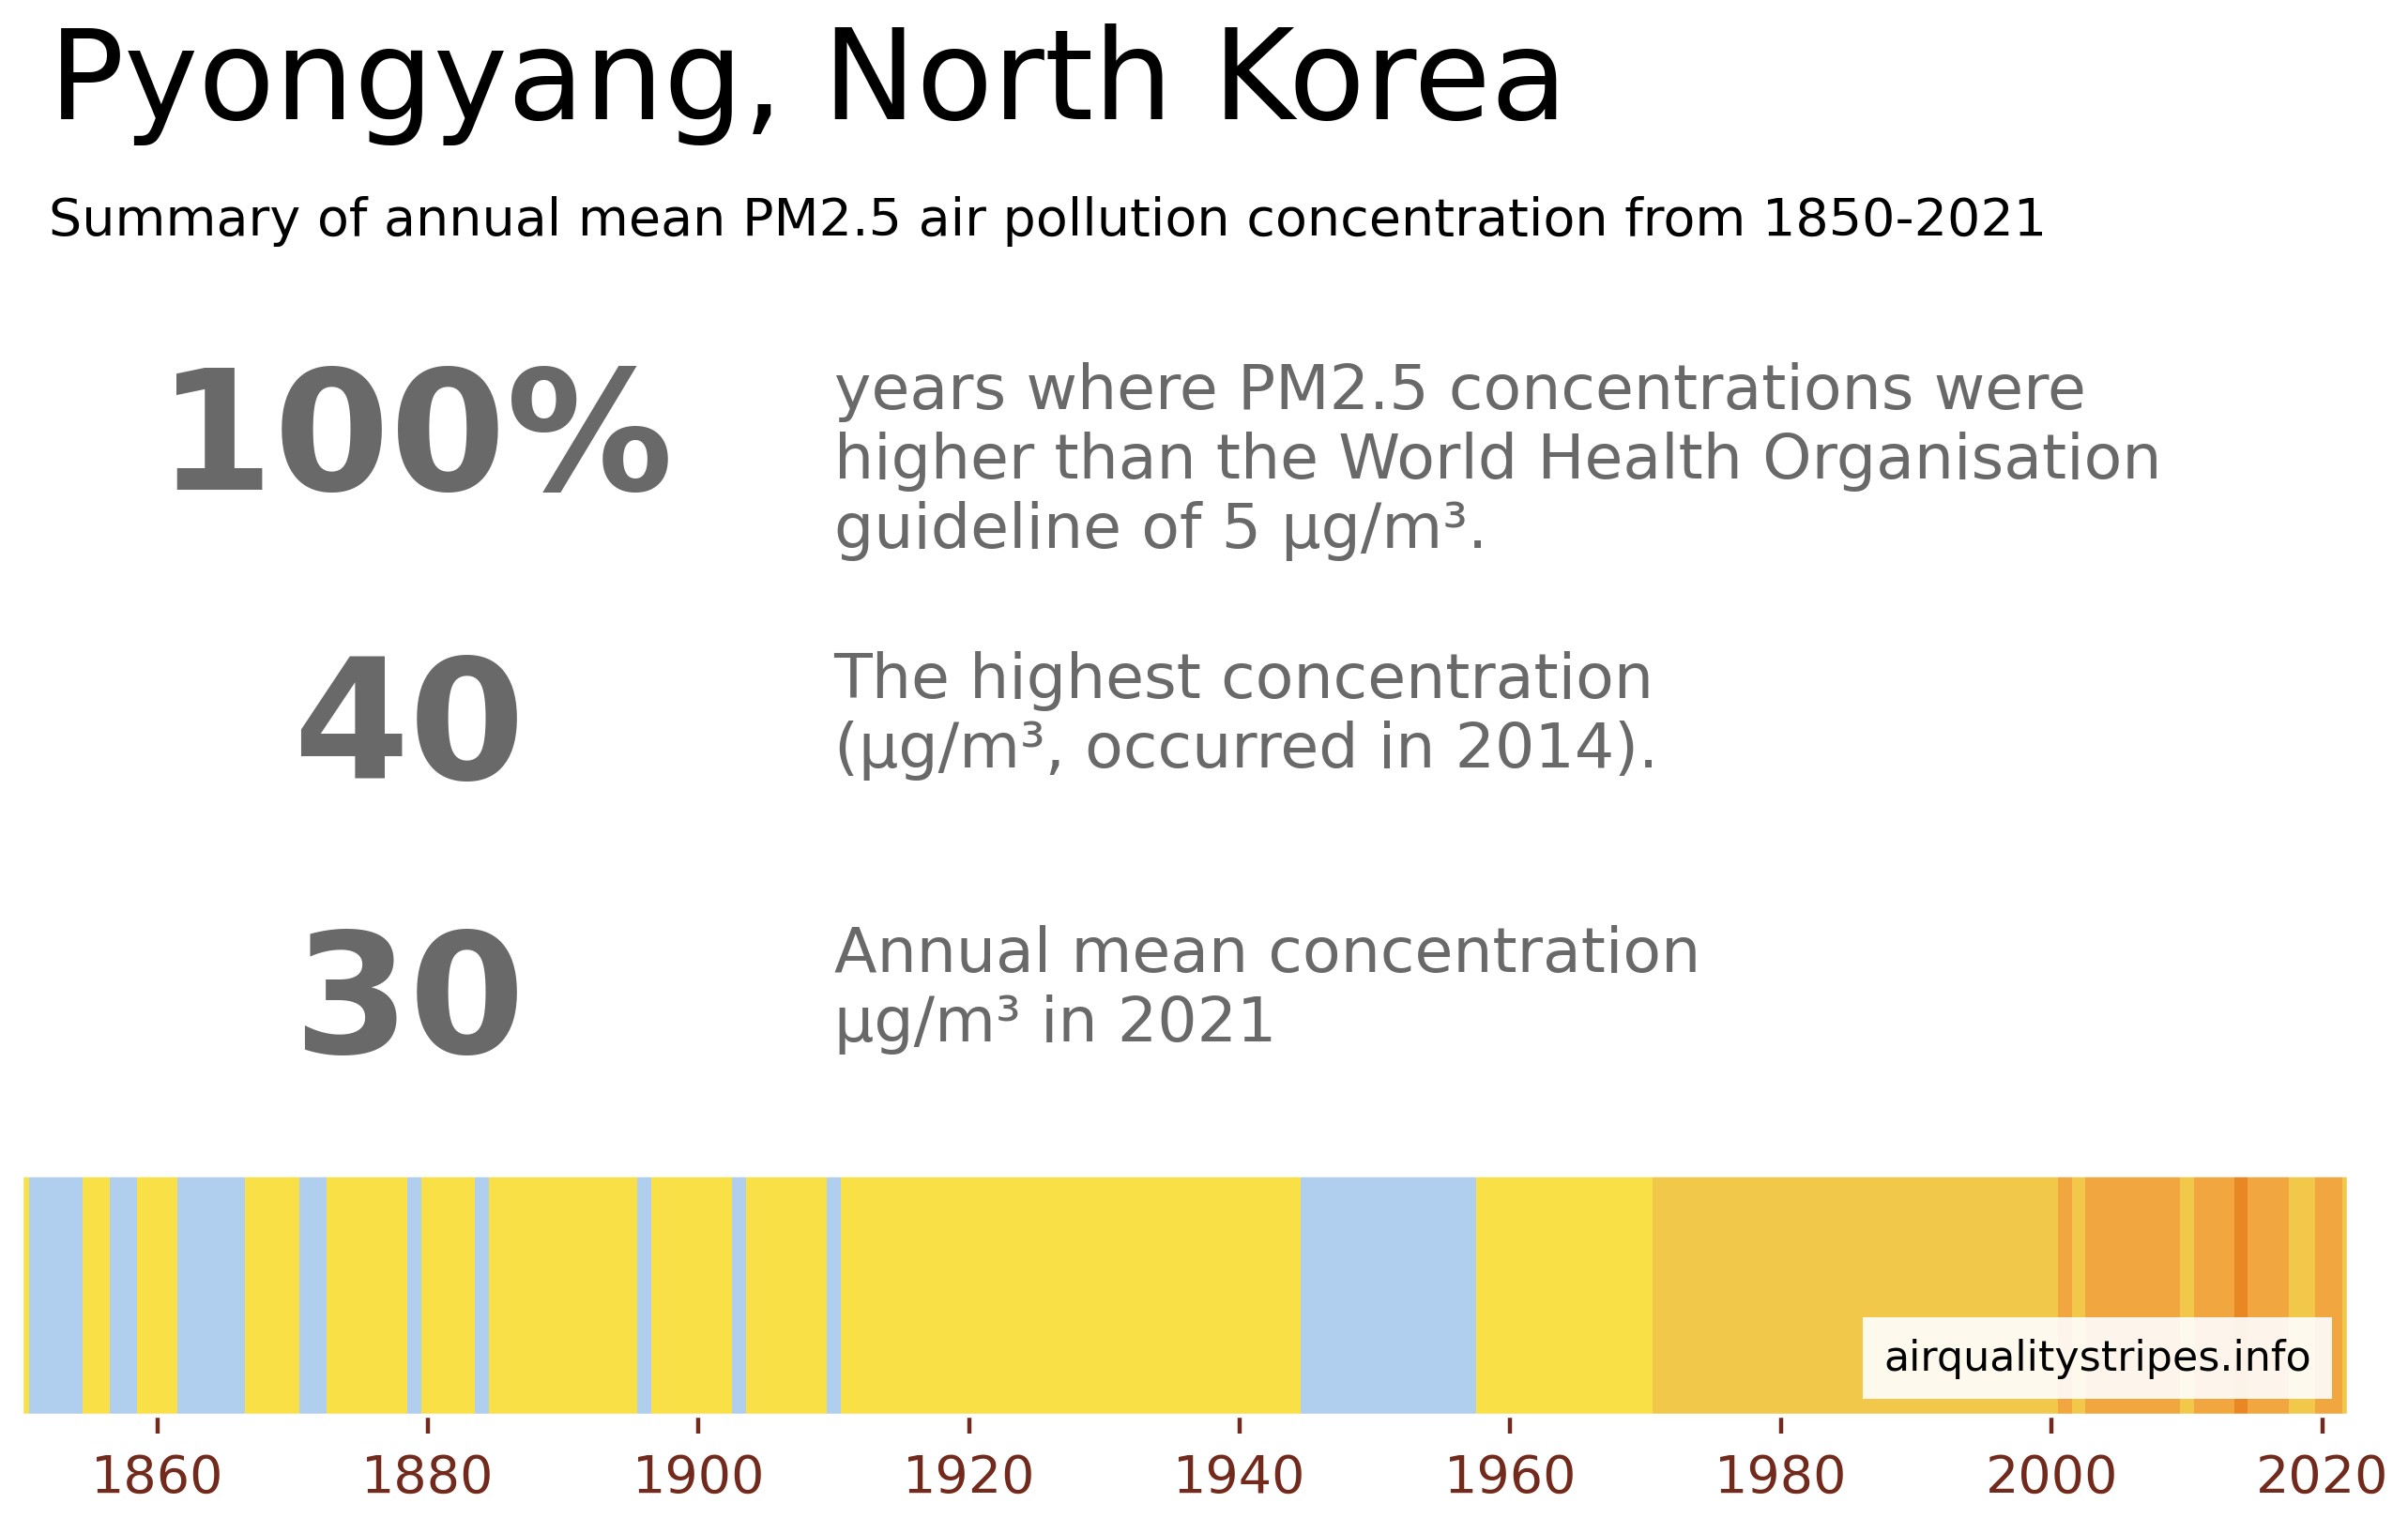 Pyongyang, North Korea
Summary of annual mean PM2.5 air pollution concentration from 1850-2021
100%
years where PM2.5 concentrations were
higher than the World Health Organisation
guideline of 5 µg/m³.
40
The highest concentration
(µg/m³, occurred in 2014).
30
Annual mean concentration
µg/m³ in 2021
airqualitystripes.info
1860 1880 1900 1920 1940 1960 1980 2000 2020